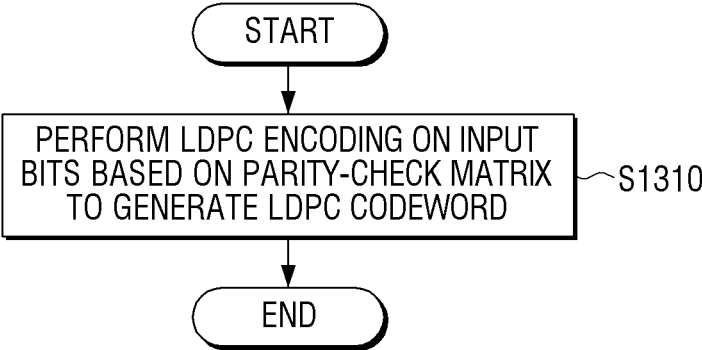 START
PERFORM LDPC ENCODING ON INPUT
BITS BASED ON PARITY-CHECK MATRIX
TO GENERATE LDPC CODEWORD
S1310
END